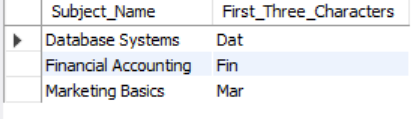 Subject_Name First_Three_Characters
Database Systems Dat
Financial Accounting Fin
Marketing Basics Mar